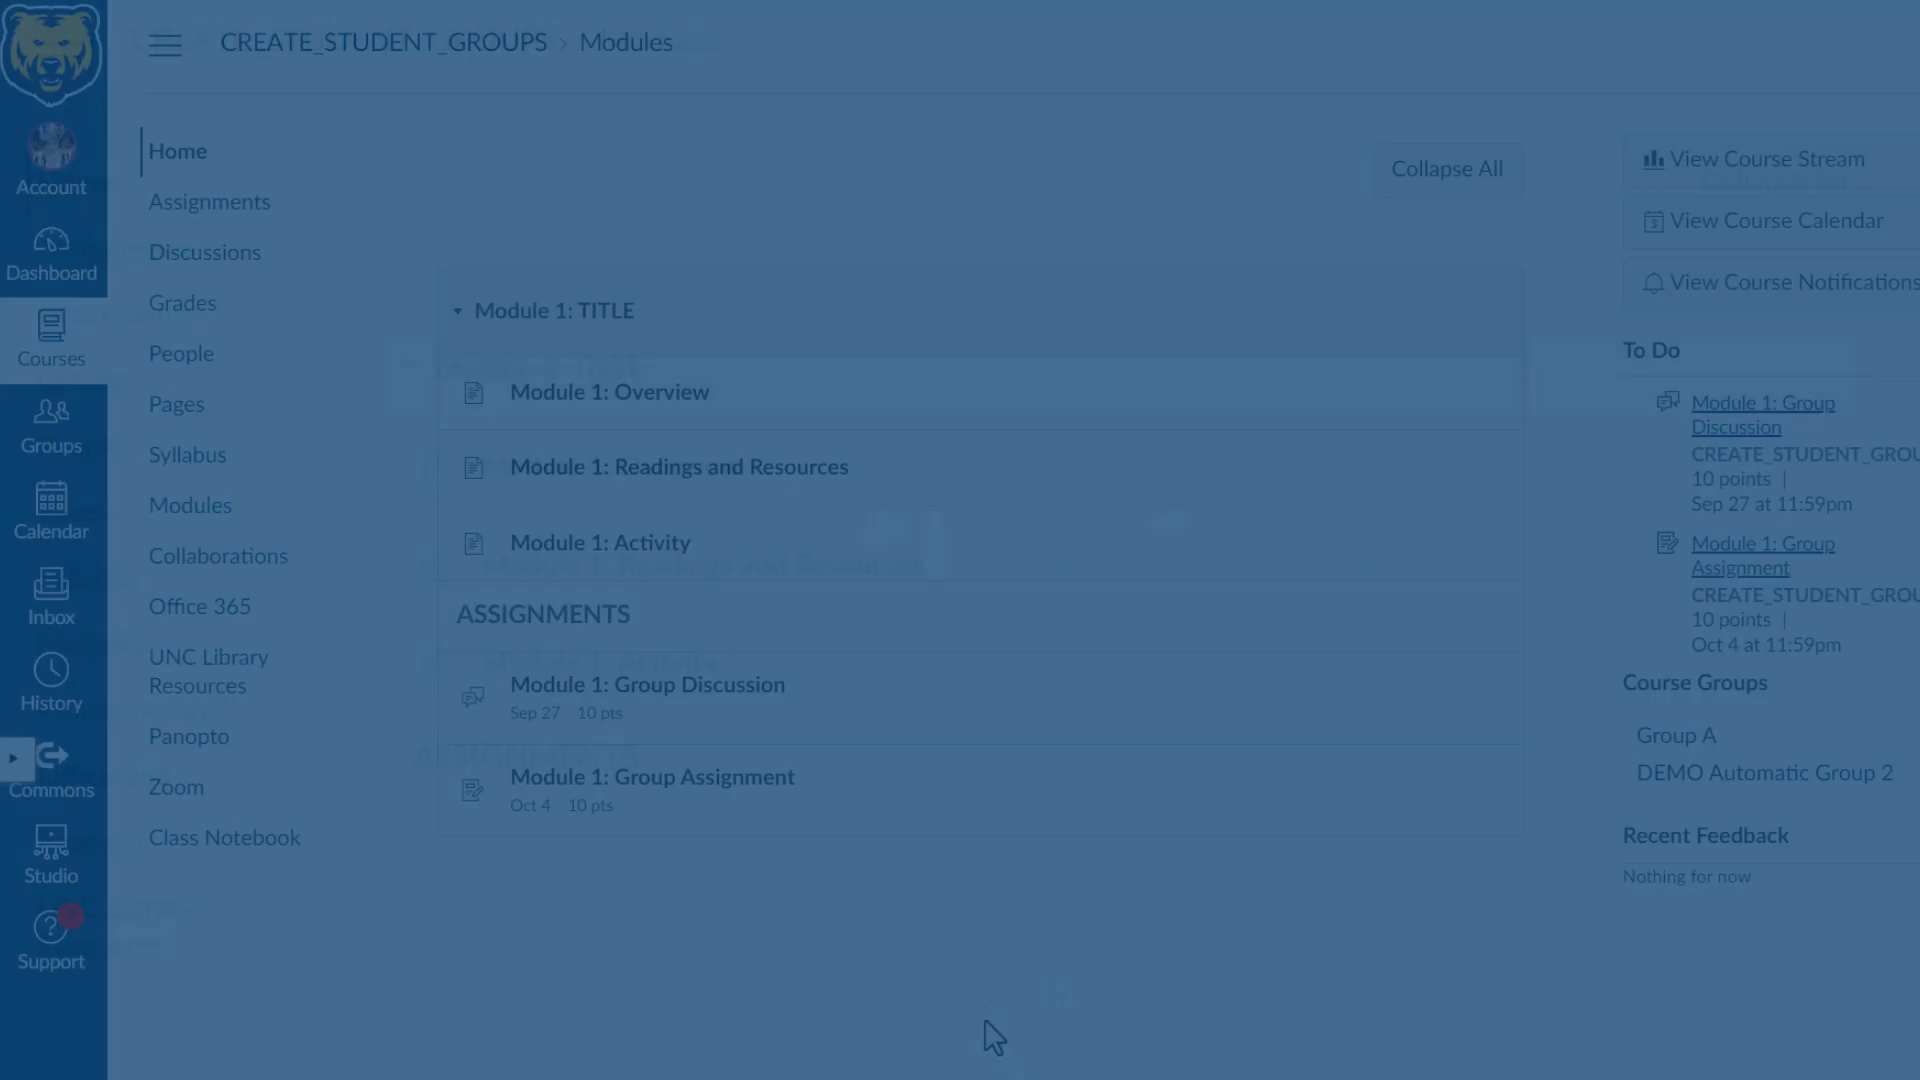 CREATE_STUDENT_GROUPS › Modules
Account
Dashboard
Courses
Groups
Calendar
Inbox
History
Commons
Studio
Support
Home
Assignments
Discussions
Grades
People
Pages
Syllabus
Modules
Collaborations
Office 365
UNC Library
Resources
Panopto
Zoom
Class Notebook
Collapse All
Module 1: TITLE
Module 1: Overview
Module 1: Readings and Resources
Module 1: Activity
ASSIGNMENTS
Module 1: Group Discussion
Sep 27 10 pts
Module 1: Group Assignment
Oct 4 10 pts
View Course Stream
View Course Calendar
View Course Notifications
To Do
Module 1: Group
Discussion
CREATE_STUDENT_GROU
10 points |
Sep 27 at 11:59pm
Module 1: Group
Assignment
CREATE_STUDENT_GROU
10 points |
Oct 4 at 11:59pm
Course Groups
Group A
DEMO Automatic Group 2
Recent Feedback
Nothing for now